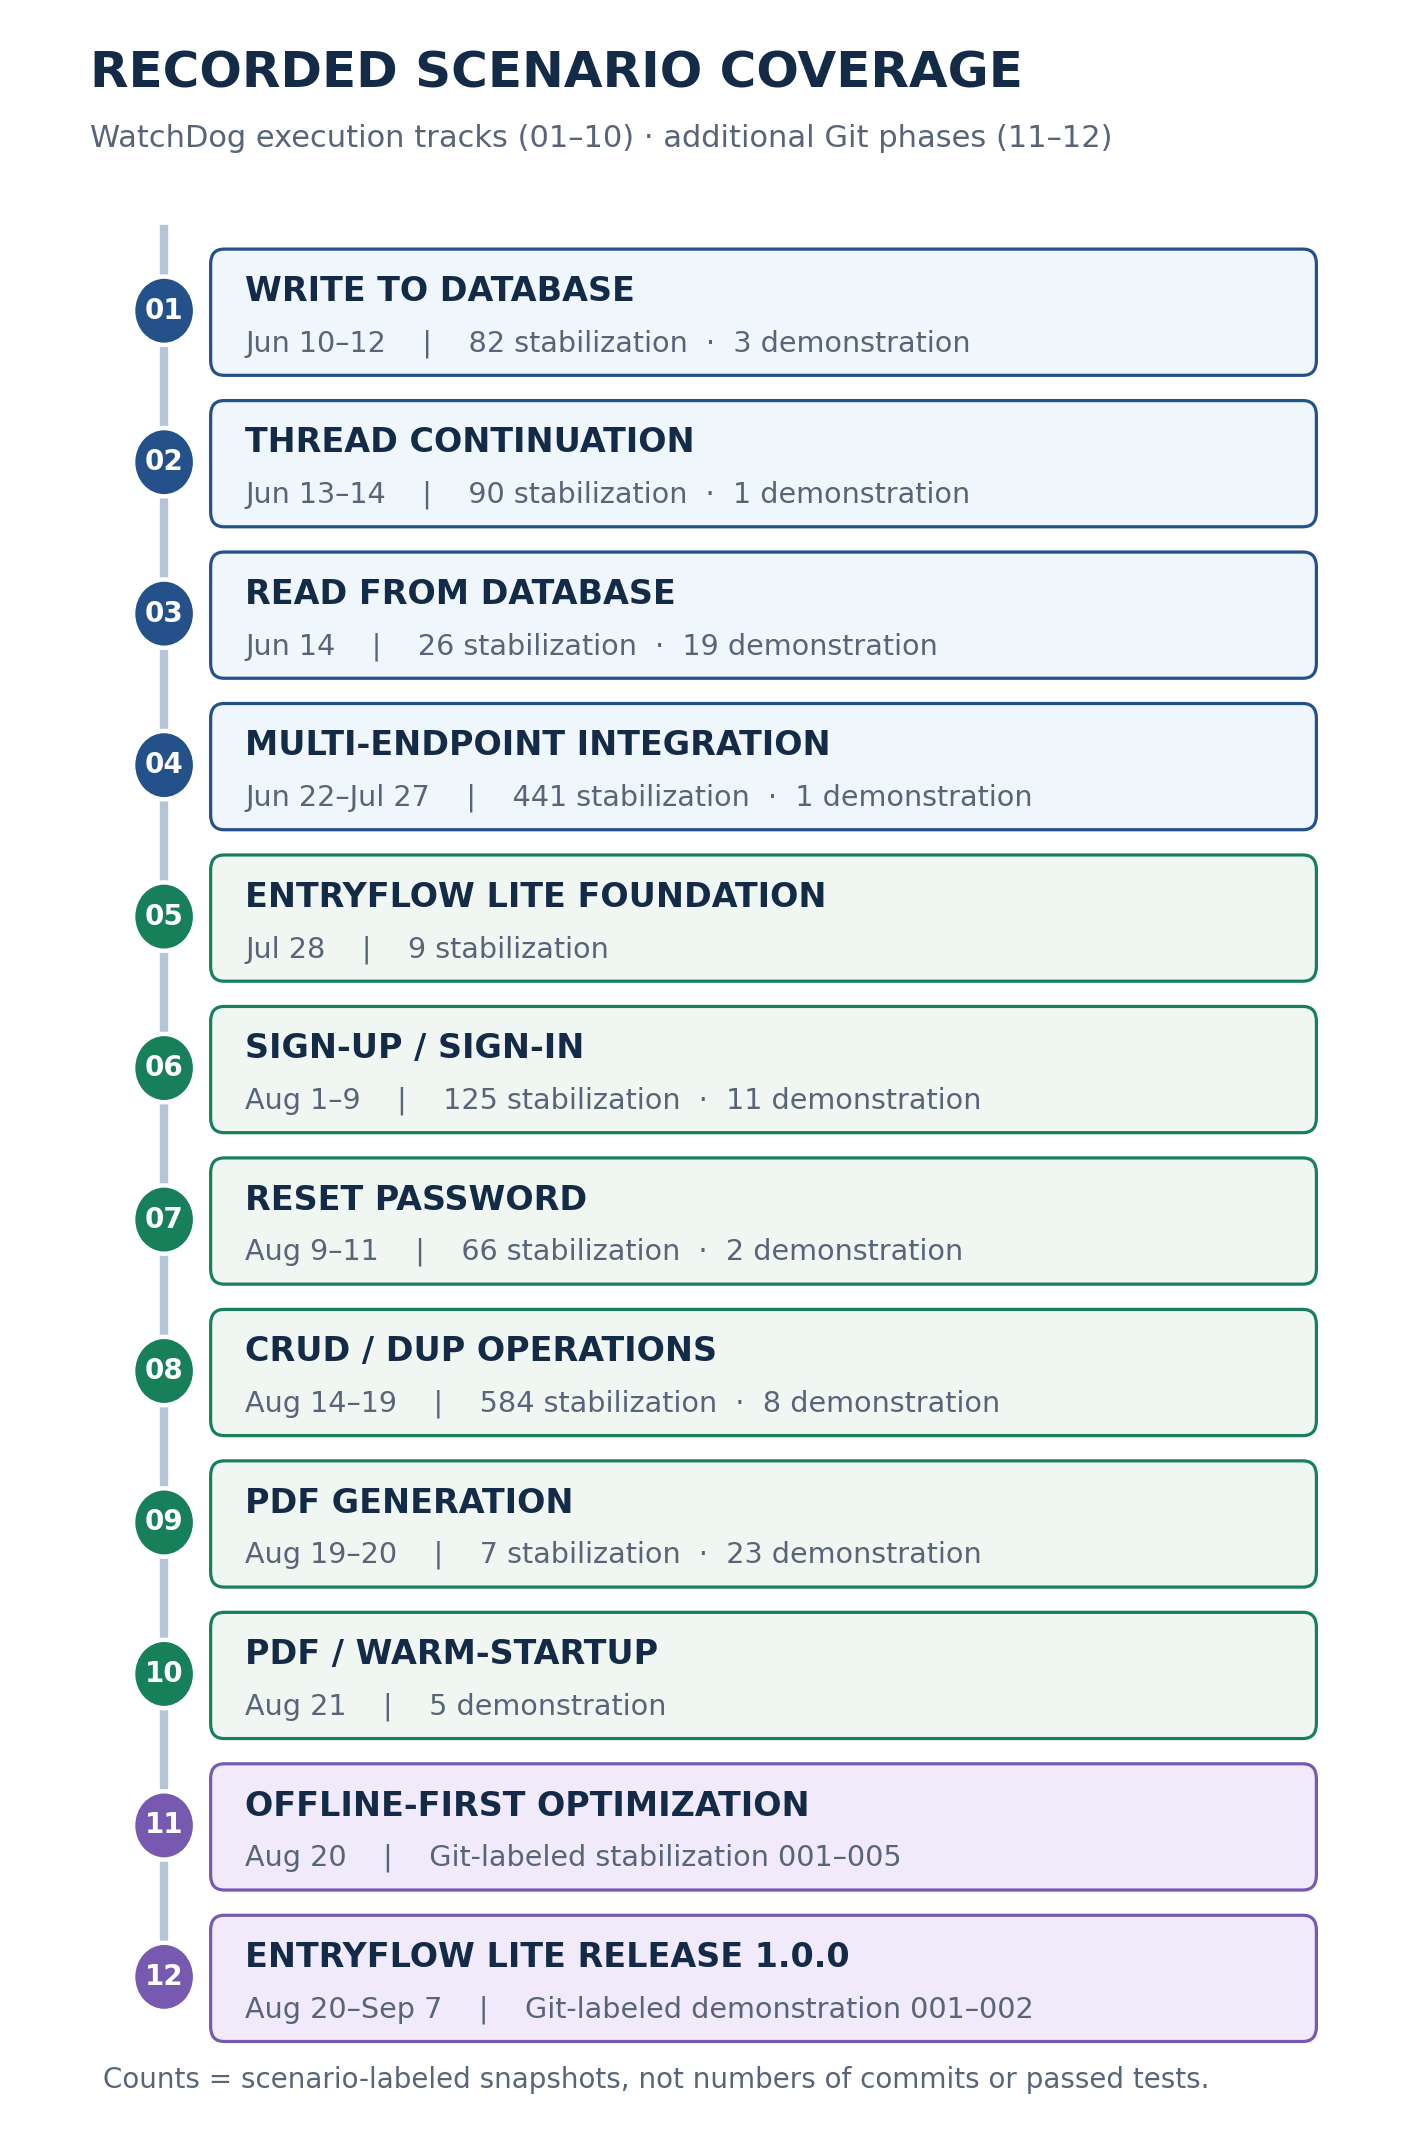 RECORDED SCENARIO COVERAGE
WatchDog execution tracks (01–10) · additional Git phases (11–12)
01
WRITE TO DATABASE
Jun 10–12 | 82 stabilization · 3 demonstration
02
THREAD CONTINUATION
Jun 13–14 | 90 stabilization · 1 demonstration
03
READ FROM DATABASE
Jun 14 | 26 stabilization · 19 demonstration
04
MULTI-ENDPOINT INTEGRATION
Jun 22–Jul 27 | 441 stabilization · 1 demonstration
05
ENTRYFLOW LITE FOUNDATION
Jul 28 | 9 stabilization
06
SIGN-UP / SIGN-IN
Aug 1–9 | 125 stabilization · 11 demonstration
07
RESET PASSWORD
Aug 9–11 | 66 stabilization · 2 demonstration
08
CRUD / DUP OPERATIONS
Aug 14–19 | 584 stabilization · 8 demonstration
09
PDF GENERATION
Aug 19–20 | 7 stabilization · 23 demonstration
10
PDF / WARM-STARTUP
Aug 21 | 5 demonstration
11
OFFLINE-FIRST OPTIMIZATION
Aug 20 | Git-labeled stabilization 001–005
12
ENTRYFLOW LITE RELEASE 1.0.0
Aug 20–Sep 7 | Git-labeled demonstration 001–002
Counts = scenario-labeled snapshots, not numbers of commits or passed tests.